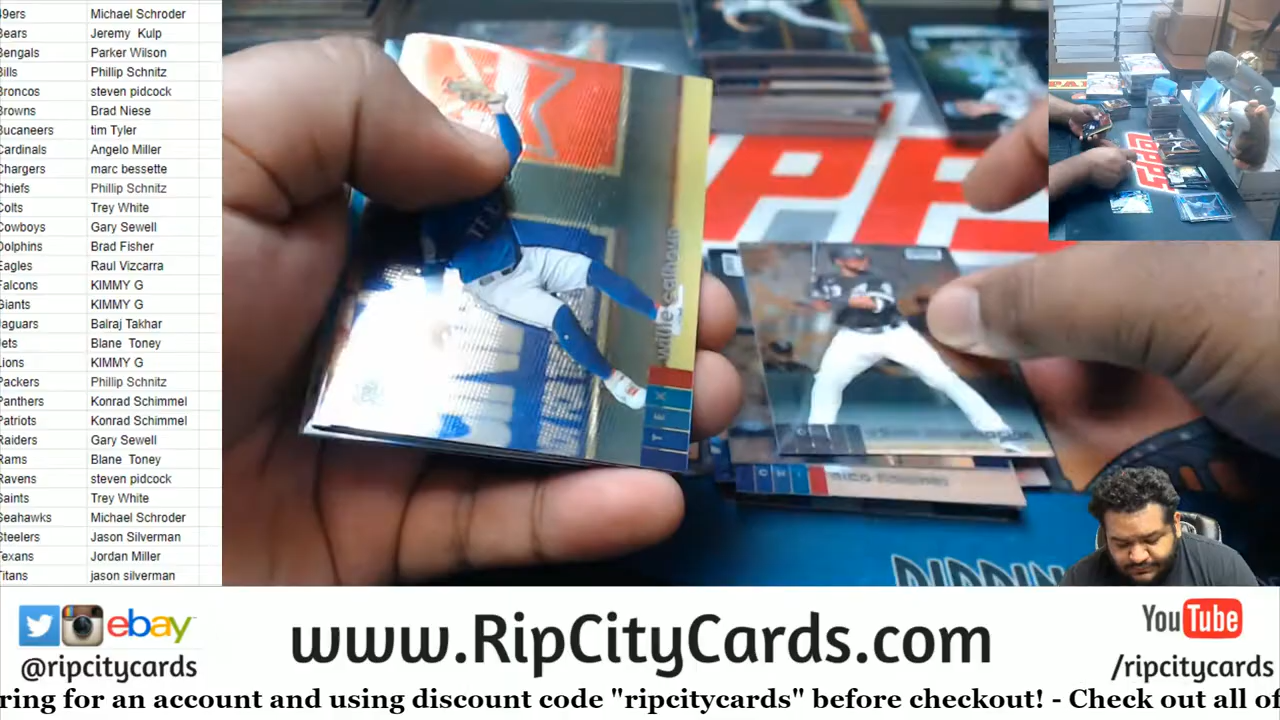 49ers Michael Schroder
Bears Jeremy Kulp
Bengals Parker Wilson
Bills Phillip Schnitz
Broncos steven pidcock
Browns Brad Niese
Bucaneers tim Tyler
Cardinals Angelo Miller
Chargers marc bessette
Chiefs Phillip Schnitz
Colts Trey White
Cowboys Gary Sewell
Dolphins Brad Fisher
Eagles Raul Vizcarra
Falcons KIMMY G
Giants KIMMY G
Jaguars Balraj Takhar
Jets Blane Toney
Lions KIMMY G
Packers Phillip Schnitz
Panthers Konrad Schimmel
Patriots Konrad Schimmel
Raiders Gary Sewell
Rams Blane Toney
Ravens steven pidcock
Saints Trey White
Seahawks Michael Schroder
Steelers Jason Silverman
Texans Jordan Miller
Titans jason silverman
willie calhoun
TEX
CHI
ebay
@ripcitycards
www.RipCityCards.com
YouTube
/ripcitycards
ring for an account and using discount code "ripcitycards" before checkout! - Check out all of